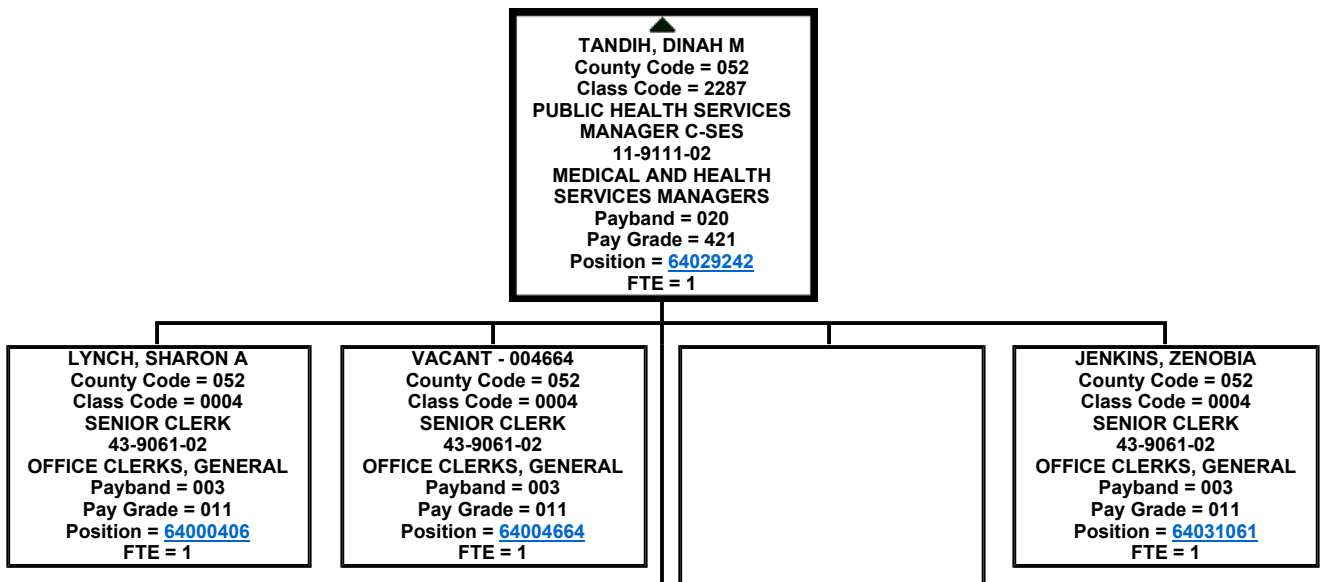 TANDIH, DINAH M
County Code = 052
Class Code = 2287
PUBLIC HEALTH SERVICES
MANAGER C-SES
11-9111-02
MEDICAL AND HEALTH
SERVICES MANAGERS
Payband = 020
Pay Grade = 421
Position = 64029242
FTE = 1
LYNCH, SHARON A
County Code = 052
Class Code = 0004
SENIOR CLERK
43-9061-02
OFFICE CLERKS, GENERAL
Payband = 003
Pay Grade = 011
Position = 64000406
FTE = 1
VACANT - 004664
County Code = 052
Class Code = 0004
SENIOR CLERK
43-9061-02
OFFICE CLERKS, GENERAL
Payband = 003
Pay Grade = 011
Position = 64004664
FTE = 1
JENKINS, ZENOBIA
County Code = 052
Class Code = 0004
SENIOR CLERK
43-9061-02
OFFICE CLERKS, GENERAL
Payband = 003
Pay Grade = 011
Position = 64031061
FTE = 1